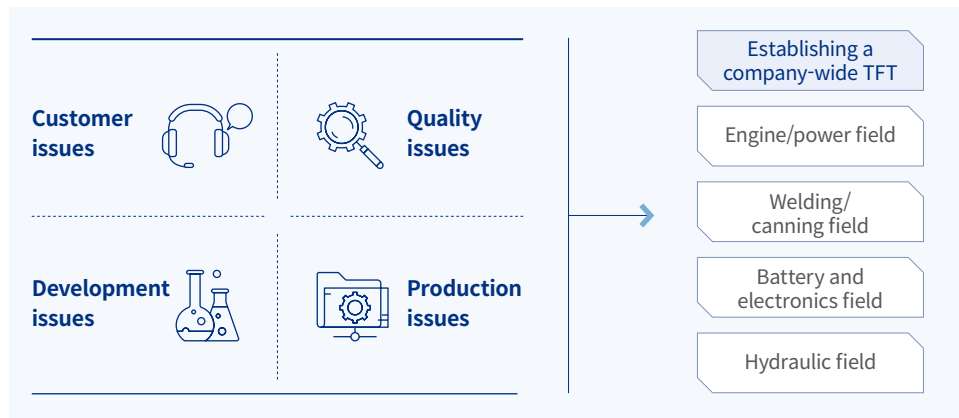 Customer
issues
Quality
issues
Development
issues
Production
issues
Establishing a
company-wide TFT
Engine/power field
Welding/
canning field
Battery and
electronics field
Hydraulic field